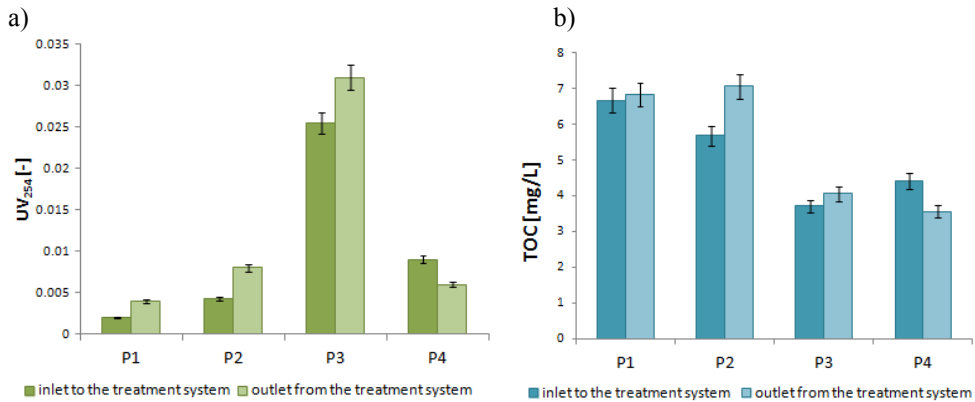 a)
0.035
0.03
0.025
0.02
0.015
0.01
0.005
0
UV254 [-]
P1 P2 P3 P4
inlet to the treatment system outlet from the treatment system
b)
8
7
6
5
4
3
2
1
0
TOC [mg/L]
P1 P2 P3 P4
inlet to the treatment system outlet from the treatment system